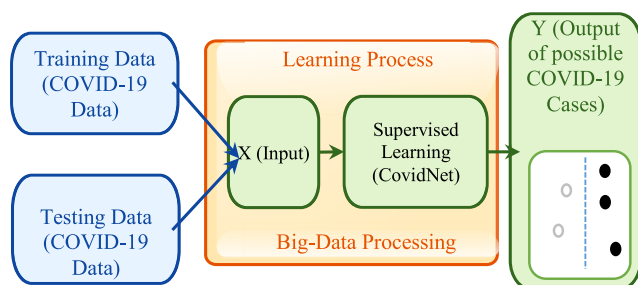 Training Data
(COVID-19
Data)
Testing Data
(COVID-19
Data)
Learning Process
X (Input)
Supervised
Learning
(CovidNet)
Big-Data Processing
Y (Output
of possible
COVID-19
Cases)